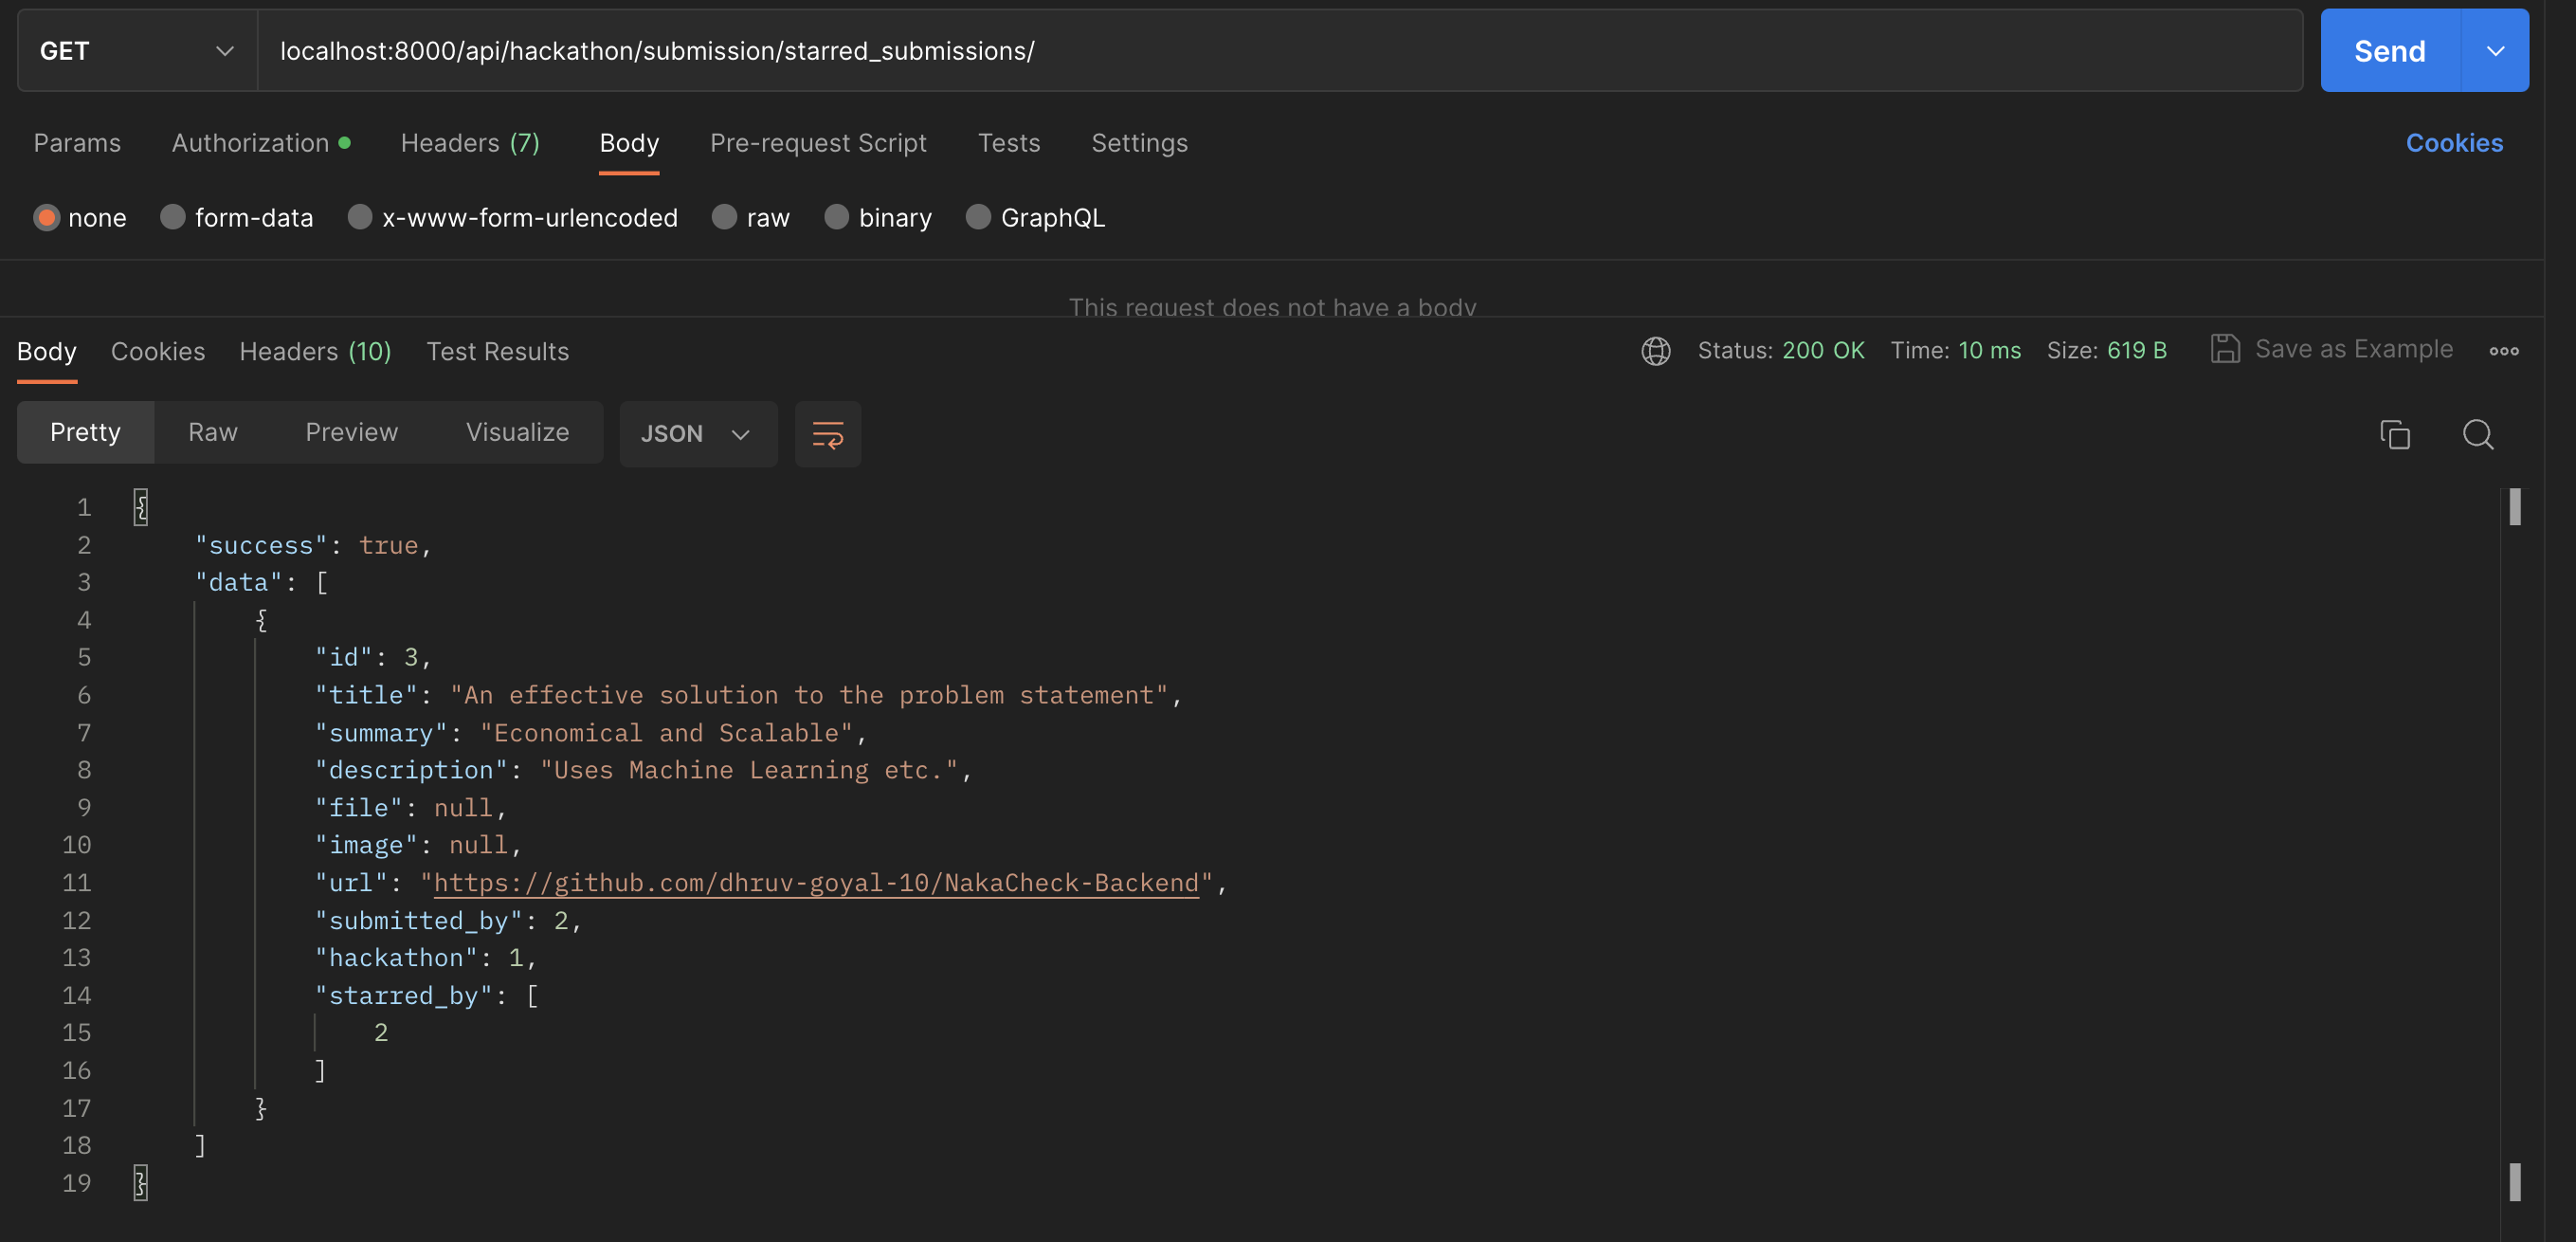 GET localhost:8000/api/hackathon/submission/starred_submissions/ Send
Params Authorization Headers (7) Body Pre-request Script Tests Settings Cookies
none form-data x-www-form-urlencoded raw binary GraphQL
This request does not have a body
Body Cookies Headers (10) Test Results Status: 200 OK Time: 10 ms Size: 619 B Save as Example
Pretty Raw Preview Visualize JSON
1 {
2 "success": true,
3 "data": [
4 {
5 "id": 3,
6 "title": "An effective solution to the problem statement",
7 "summary": "Economical and Scalable",
8 "description": "Uses Machine Learning etc.",
9 "file": null,
10 "image": null,
11 "url": "https://github.com/dhruv-goyal-10/NakaCheck-Backend",
12 "submitted_by": 2,
13 "hackathon": 1,
14 "starred_by": [
15 2
16 ]
17 }
18 ]
19 }